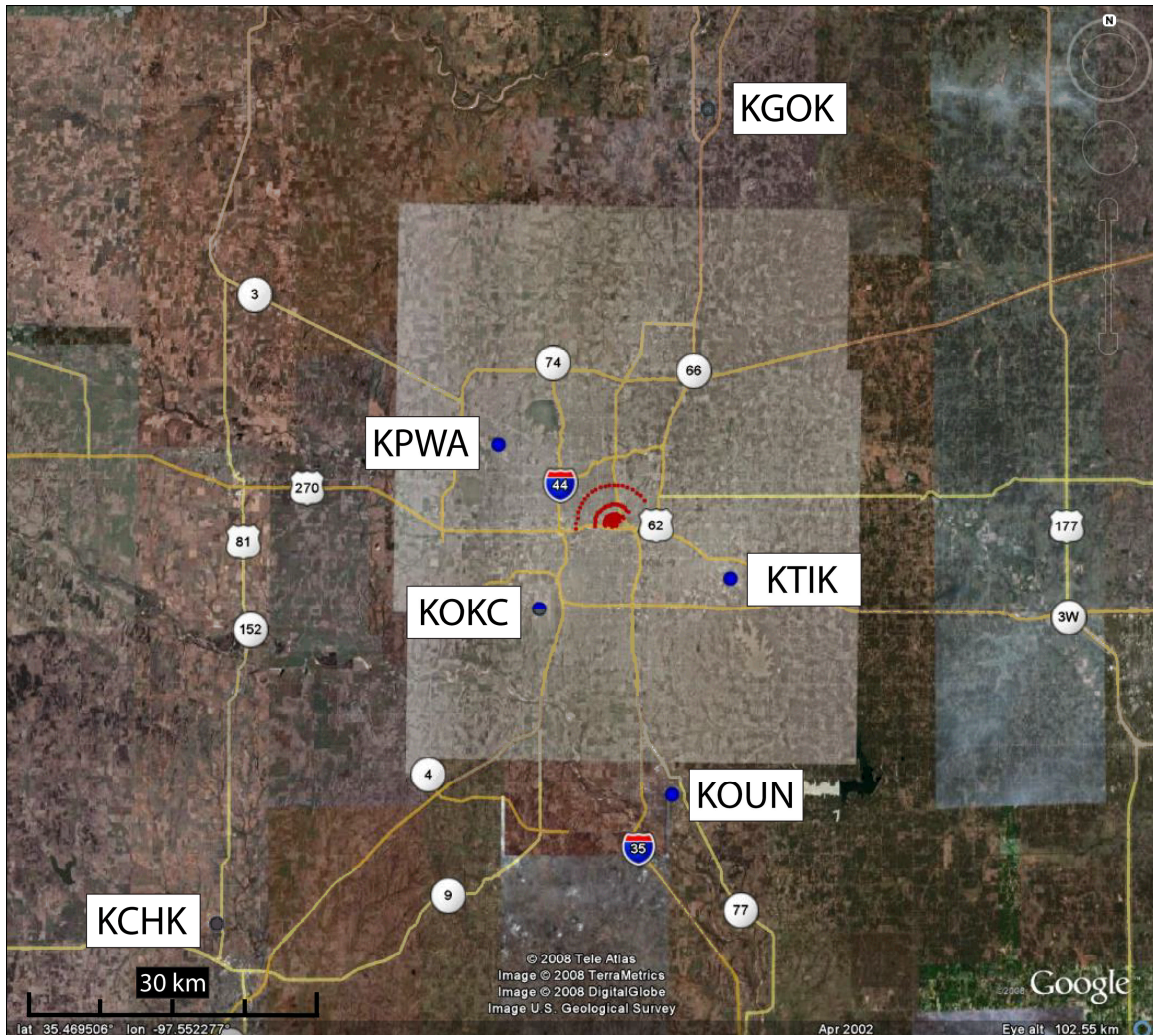 N
KGOK
3
74
66
KPWA
44
270
62
177
81
KTIK
KOKC
152
3W
4
KOUN
35
9
77
KCHK
© 2008 Tele Atlas
Image © 2008 TerraMetrics
Image © 2008 DigitalGlobe
Image U.S. Geological Survey
©2008 Google
30 km
lat 35.469506° lon -97.552277°
Apr 2002
Eye alt 102.55 km